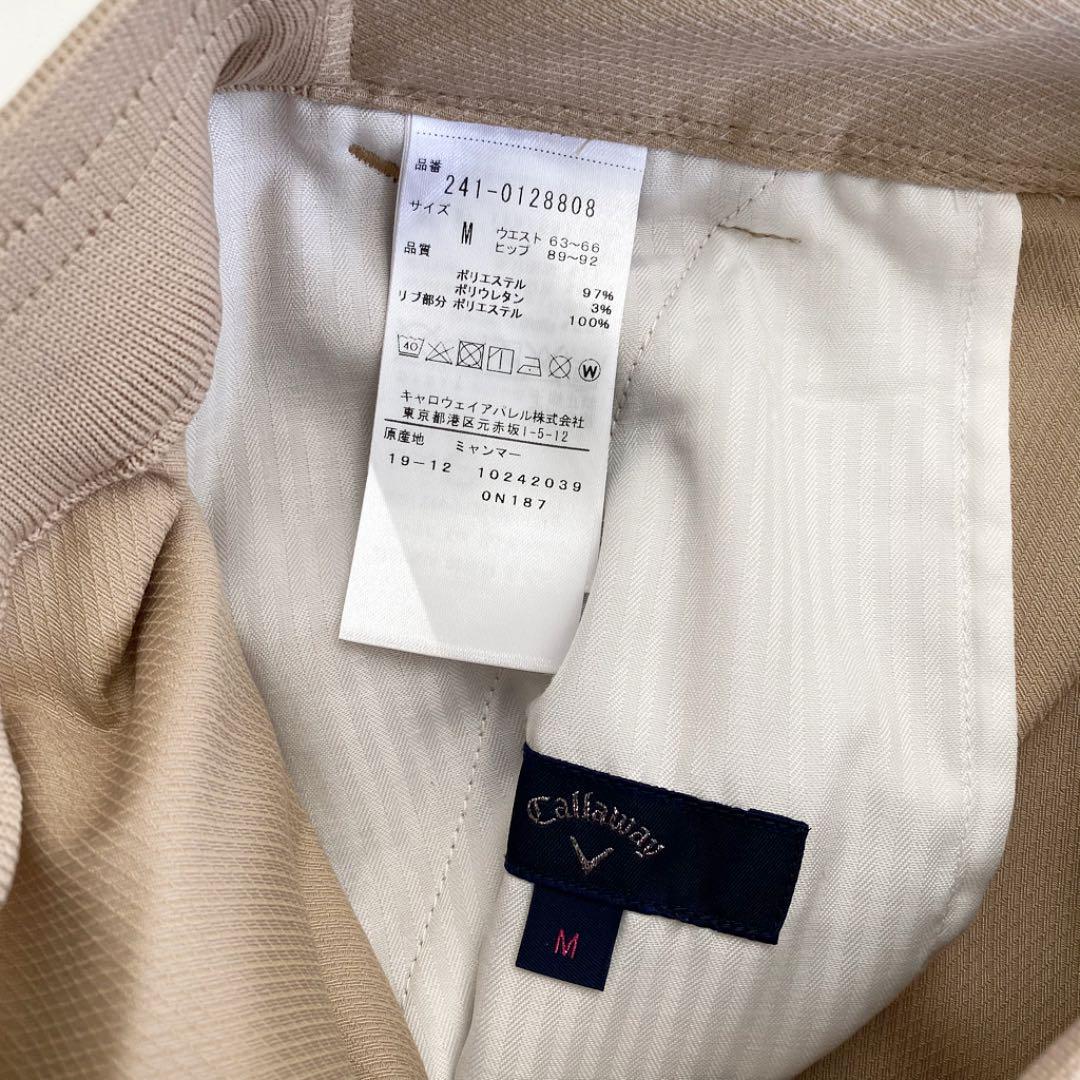 品番
241-0128808
サイズ
M ウエスト 63~66
ヒップ 89~92
品質
ポリエステル 97%
ポリウレタン 3%
リブ部分 ポリエステル 100%
40
W
キャロウェイアパレル株式会社
東京都港区元赤坂1-5-12
原産地 ミャンマー
19-12 10242039
0N187
Callaway
M